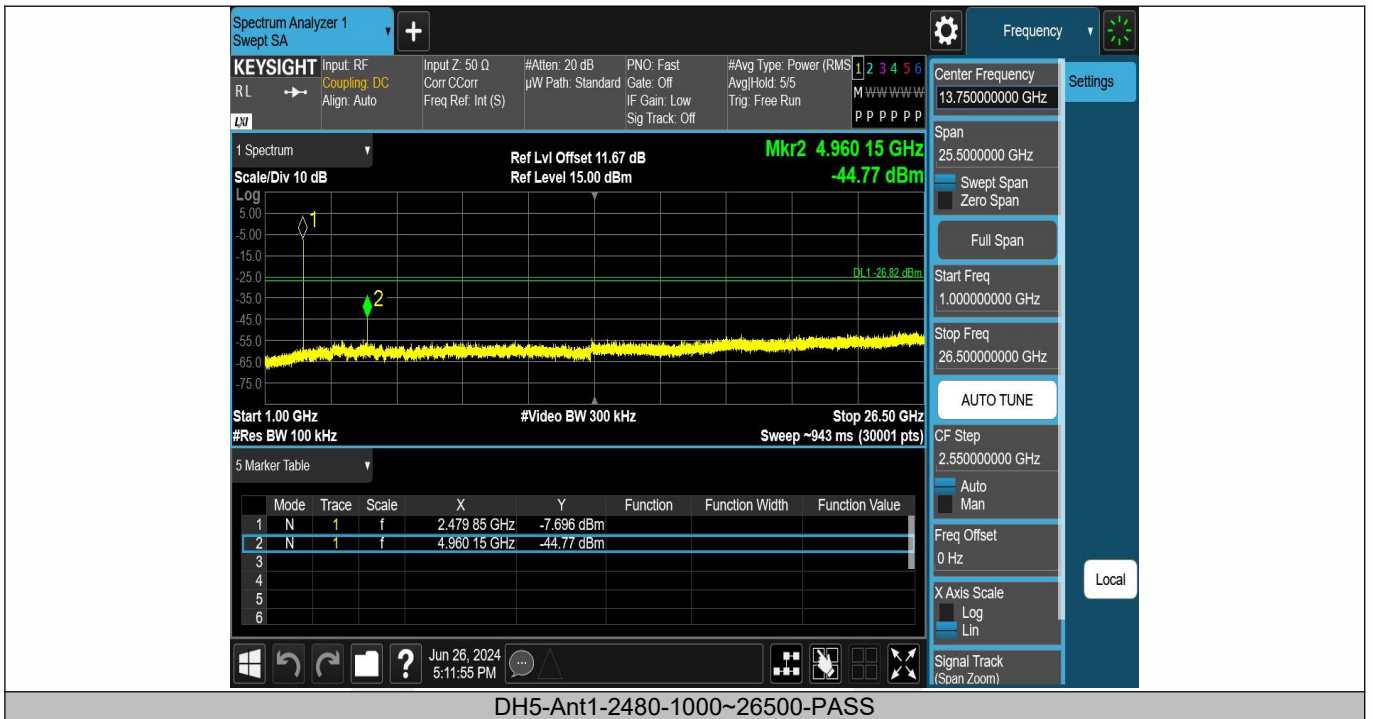 Spectrum Analyzer 1
Swept SA
+
Frequency
KEYSIGHT
RL
LXI
Input: RF
Coupling: DC
Align: Auto
Input Z: 50 Ω
Corr CCorr
Freq Ref: Int (S)
#Atten: 20 dB
µW Path: Standard
PNO: Fast
Gate: Off
IF Gain: Low
Sig Track: Off
#Avg Type: Power (RMS
Avg|Hold: 5/5
Trig: Free Run
1 2 3 4 5 6
M W W W W W
P P P P P P
1 Spectrum
Scale/Div 10 dB
Ref Lvl Offset 11.67 dB
Ref Level 15.00 dBm
Mkr2 4.960 15 GHz
-44.77 dBm
Log
5.00
-5.00
-15.0
-25.0
-35.0
-45.0
-55.0
-65.0
-75.0
1
2
DL1 -26.82 dBm
Start 1.00 GHz
#Res BW 100 kHz
#Video BW 300 kHz
Stop 26.50 GHz
Sweep ~943 ms (30001 pts)
5 Marker Table
Mode Trace Scale X Y Function Function Width Function Value
1 N 1 f 2.479 85 GHz -7.696 dBm
2 N 1 f 4.960 15 GHz -44.77 dBm
3
4
5
6
Jun 26, 2024
5:11:55 PM
?
Center Frequency
13.750000000 GHz
Settings
Span
25.5000000 GHz
Swept Span
Zero Span
Full Span
Start Freq
1.000000000 GHz
Stop Freq
26.500000000 GHz
AUTO TUNE
CF Step
2.550000000 GHz
Auto
Man
Freq Offset
0 Hz
X Axis Scale
Log
Lin
Local
Signal Track
(Span Zoom)
DH5-Ant1-2480-1000~26500-PASS